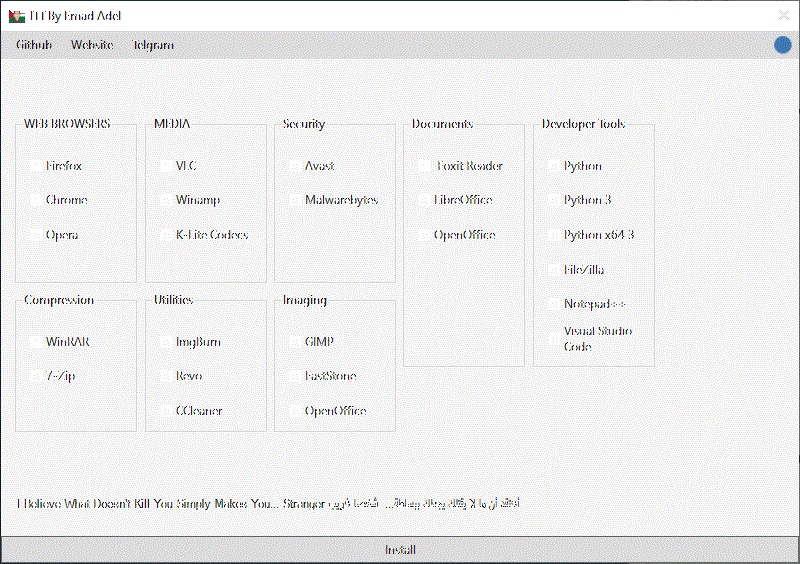 ITT By Emad Adel
Github Website Telgram
WEB BROWSERS
Firefox
Chrome
Opera
MEDIA
VLC
Winamp
K-Lite Codecs
Security
Avast
Malwarebytes
Documents
Foxit Reader
LibreOffice
OpenOffice
Developer Tools
Python
Python 3
Python x64 3
FileZilla
Notepad++
Visual Studio
Code
Compression
WinRAR
7-Zip
Utilities
ImgBurn
Revo
CCleaner
Imaging
GIMP
FastStone
OpenOffice
I Believe What Doesn't Kill You Simply Makes You... Stranger
Install